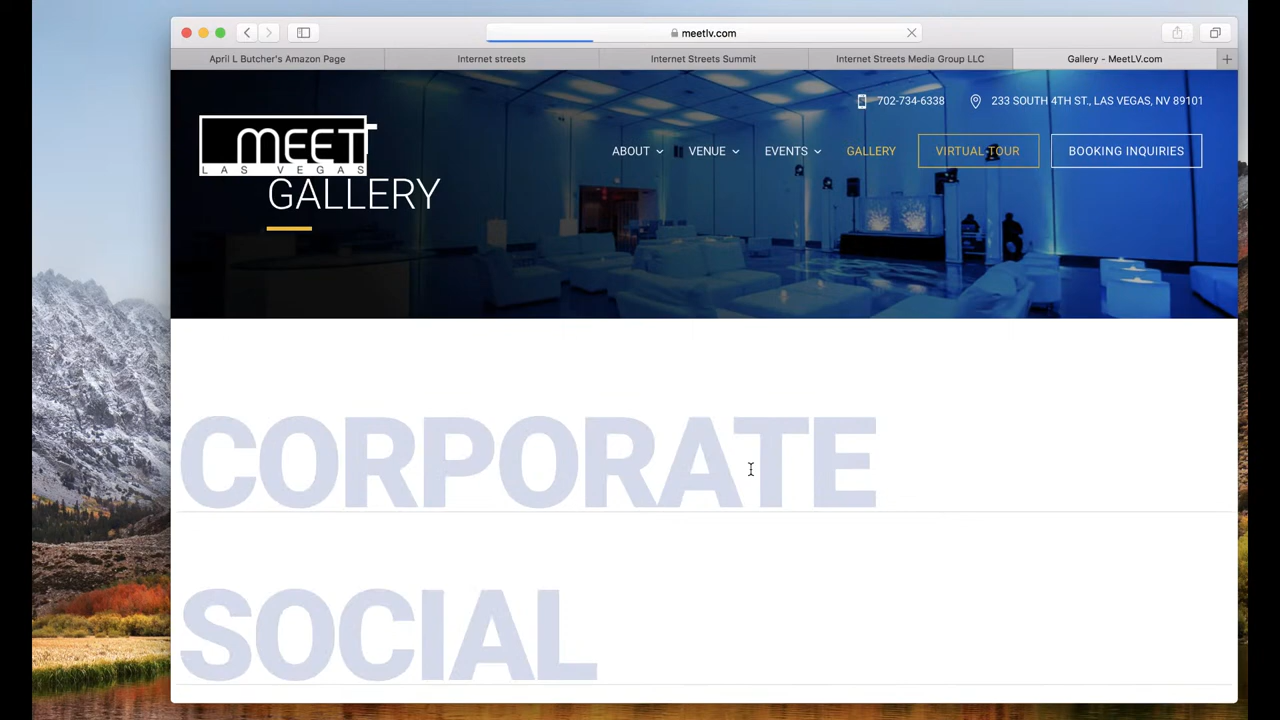 meetlv.com
April L Butcher's Amazon Page
Internet streets
Internet Streets Summit
Internet Streets Media Group LLC
Gallery - MeetLV.com
702-734-6338
233 SOUTH 4TH ST., LAS VEGAS, NV 89101
MEET
LAS VEGAS
ABOUT
VENUE
EVENTS
GALLERY
VIRTUAL TOUR
BOOKING INQUIRIES
GALLERY
CORPORATE
SOCIAL